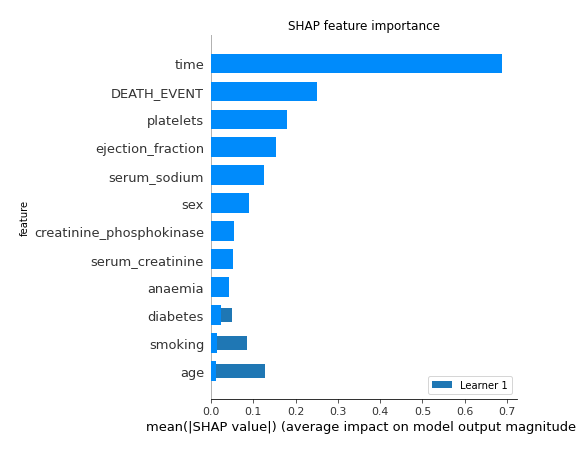 SHAP feature importance
time
DEATH_EVENT
platelets
ejection_fraction
serum_sodium
sex
creatinine_phosphokinase
serum_creatinine
anaemia
diabetes
smoking
age
feature
Learner 1
0.0 0.1 0.2 0.3 0.4 0.5 0.6 0.7
mean(|SHAP value|) (average impact on model output magnitude